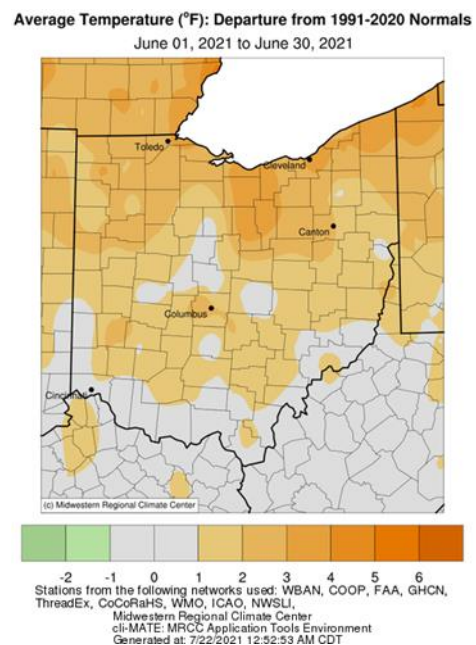 Average Temperature (°F): Departure from 1991-2020 Normals
June 01, 2021 to June 30, 2021
Toledo
Cleveland
Canton
Columbus
Cincinnati
(c) Midwestern Regional Climate Center
-2 -1 0 1 2 3 4 5 6
Stations from the following networks used: WBAN, COOP, FAA, GHCN,
ThreadEx, CoCoRaHS, WMO, ICAO, NWSLI,
Midwestern Regional Climate Center
cli-MATE: MRCC Application Tools Environment
Generated at: 7/22/2021 12:52:53 AM CDT